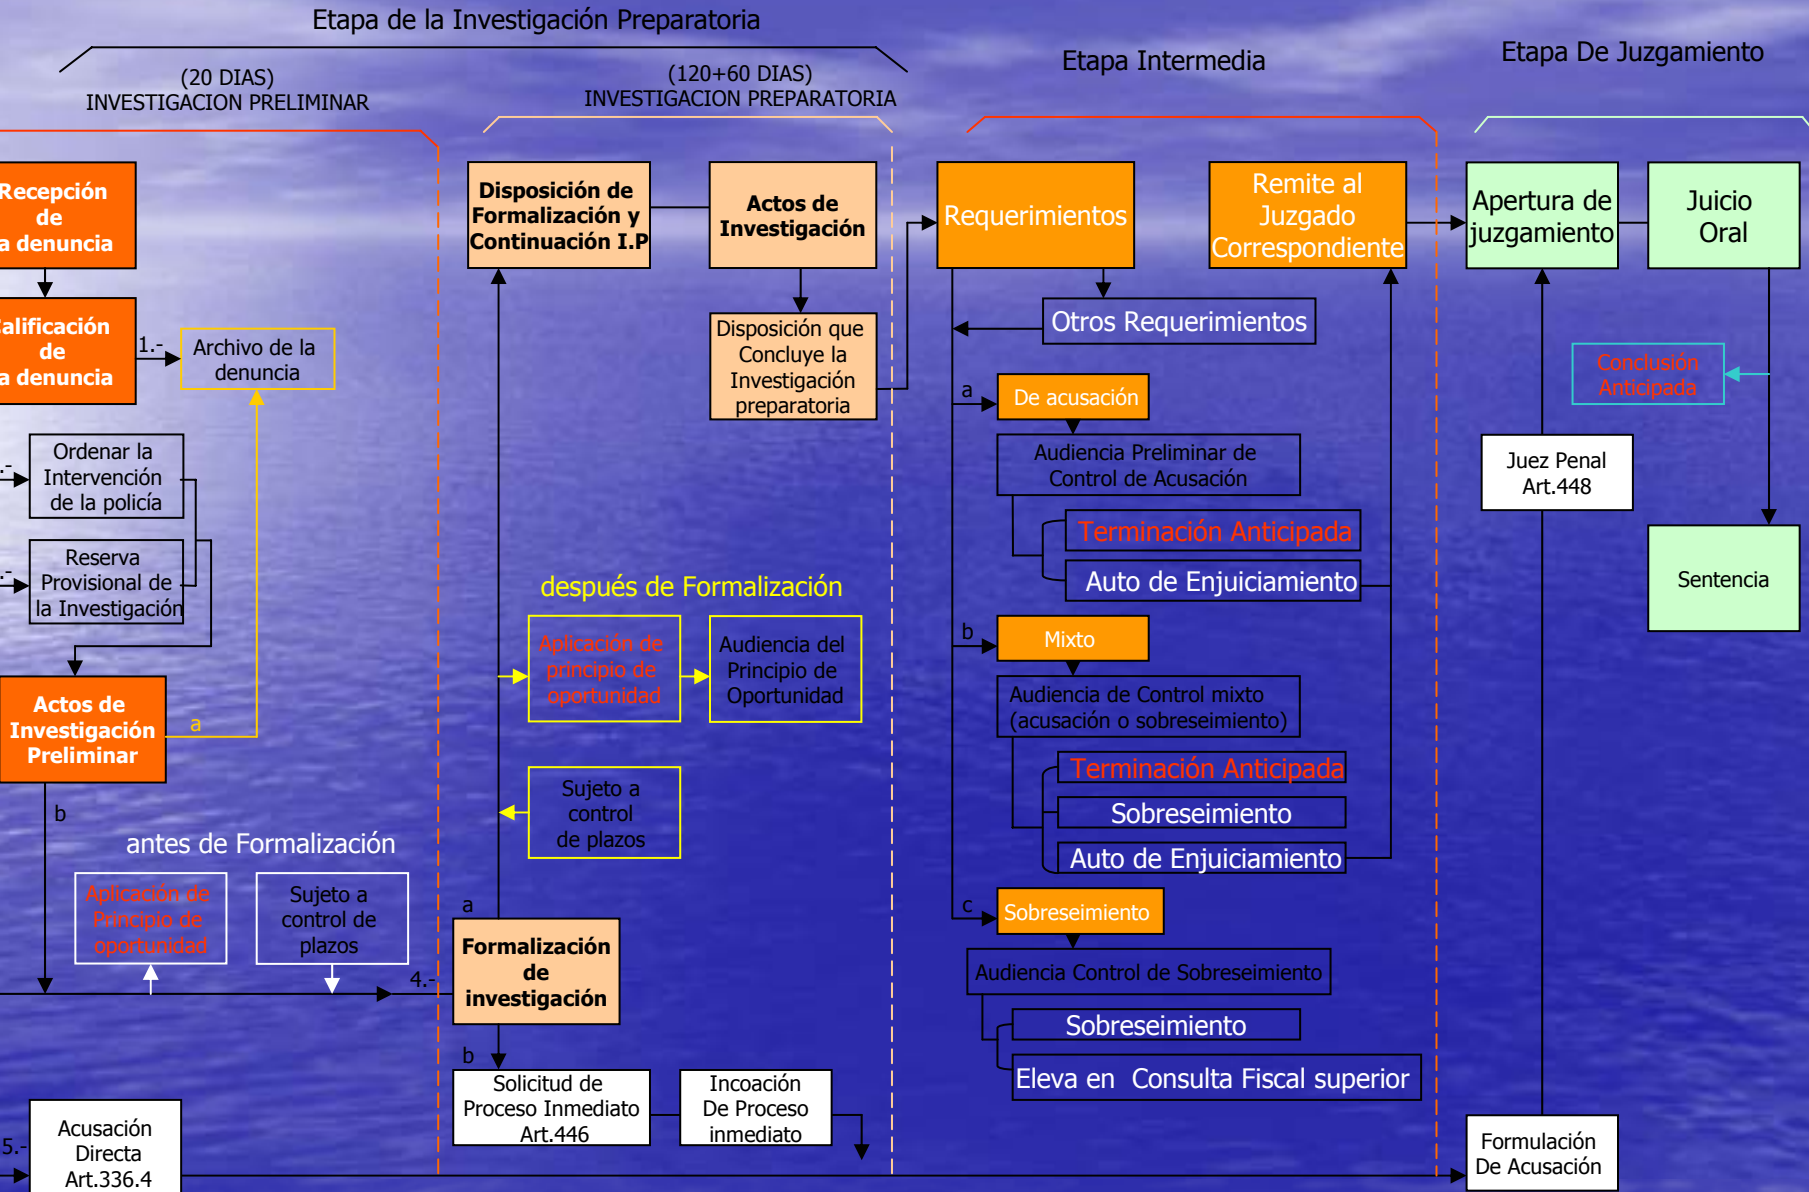 Etapa de la Investigación Preparatoria
Etapa Intermedia
Etapa De Juzgamiento
(20 DIAS)
INVESTIGACION PRELIMINAR
(120+60 DIAS)
INVESTIGACION PREPARATORIA
Recepción
de
a denuncia
Calificación
de
a denuncia
1.-
Archivo de la
denuncia
.-
Ordenar la
Intervención
de la policía
.-
Reserva
Provisional de
la Investigación
Actos de
Investigación
Preliminar
a
b
antes de Formalización
Aplicación de
Principio de
oportunidad
Sujeto a
control de
plazos
4.-
5.-
Acusación
Directa
Art.336.4
Disposición de
Formalización y
Continuación I.P
Actos de
Investigación
Disposición que
Concluye la
Investigación
preparatoria
después de Formalización
Aplicación de
principio de
oportunidad
Audiencia del
Principio de
Oportunidad
Sujeto a
control
de plazos
a
Formalización
de
investigación
b
Solicitud de
Proceso Inmediato
Art.446
Incoación
De Proceso
inmediato
Requerimientos
Remite al
Juzgado
Correspondiente
Otros Requerimientos
a
De acusación
Audiencia Preliminar de
Control de Acusación
Terminación Anticipada
Auto de Enjuiciamiento
b
Mixto
Audiencia de Control mixto
(acusación o sobreseimiento)
Terminación Anticipada
Sobreseimiento
Auto de Enjuiciamiento
c
Sobreseimiento
Audiencia Control de Sobreseimiento
Sobreseimiento
Eleva en Consulta Fiscal superior
Apertura de
juzgamiento
Juicio
Oral
Conclusión
Anticipada
Juez Penal
Art.448
Sentencia
Formulación
De Acusación